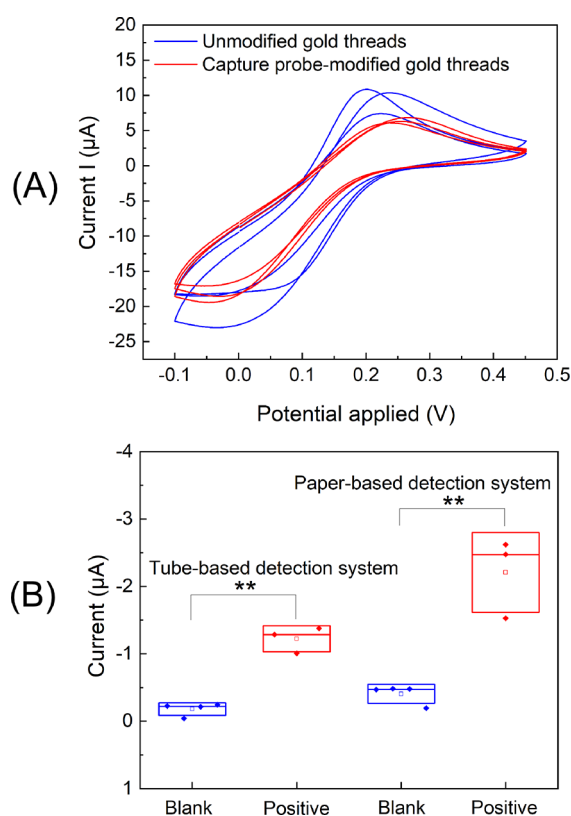 (A)
20
15
10
5
0
-5
-10
-15
-20
-25
Current I (µA)
Unmodified gold threads
Capture probe-modified gold threads
-0.1 0.0 0.1 0.2 0.3 0.4 0.5
Potential applied (V)
(B)
-4
-3
-2
-1
0
1
Current (µA)
Paper-based detection system
**
Tube-based detection system
**
Blank Positive Blank Positive